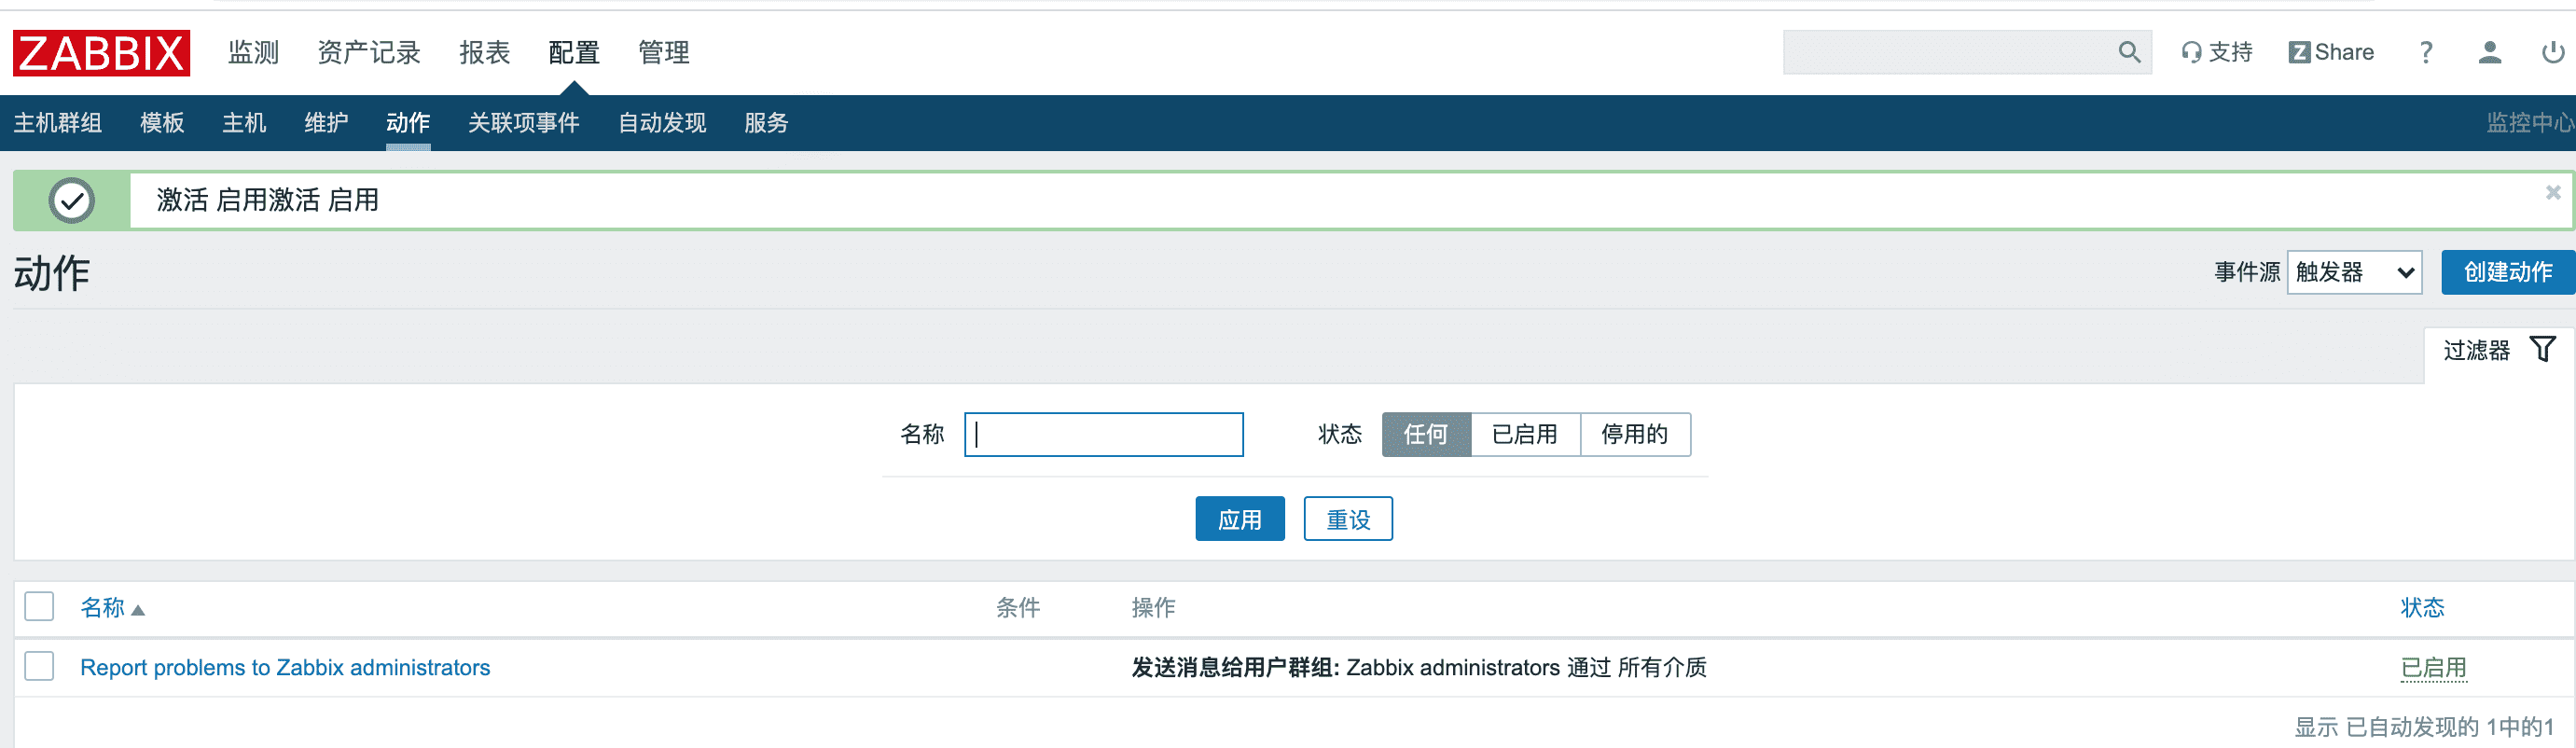 ZABBIX 监测 资产记录 报表 配置 管理 支持 Z Share ?
主机群组 模板 主机 维护 动作 关联项事件 自动发现 服务 监控中心
激活 启用激活 启用
动作 事件源 触发器 创建动作
过滤器
名称 状态 任何 已启用 停用的
应用 重设
名称 条件 操作 状态
Report problems to Zabbix administrators 发送消息给用户群组: Zabbix administrators 通过 所有介质 已启用
显示 已自动发现的 1中的1